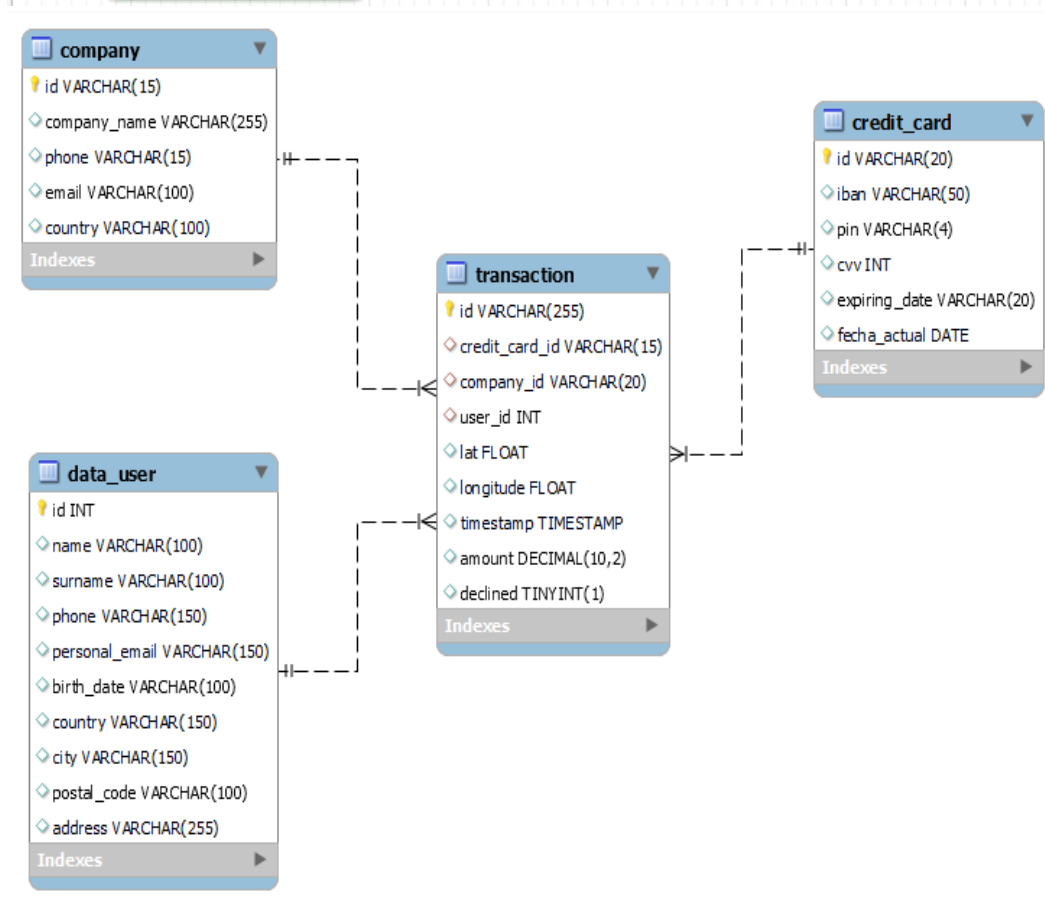 company
id VARCHAR(15)
company_name VARCHAR(255)
phone VARCHAR(15)
email VARCHAR(100)
country VARCHAR(100)
Indexes
credit_card
id VARCHAR(20)
iban VARCHAR(50)
pin VARCHAR(4)
cvv INT
expiring_date VARCHAR(20)
fecha_actual DATE
Indexes
transaction
id VARCHAR(255)
credit_card_id VARCHAR(15)
company_id VARCHAR(20)
user_id INT
lat FLOAT
longitude FLOAT
timestamp TIMESTAMP
amount DECIMAL(10,2)
declined TINYINT(1)
Indexes
data_user
id INT
name VARCHAR(100)
surname VARCHAR(100)
phone VARCHAR(150)
personal_email VARCHAR(150)
birth_date VARCHAR(100)
country VARCHAR(150)
city VARCHAR(150)
postal_code VARCHAR(100)
address VARCHAR(255)
Indexes